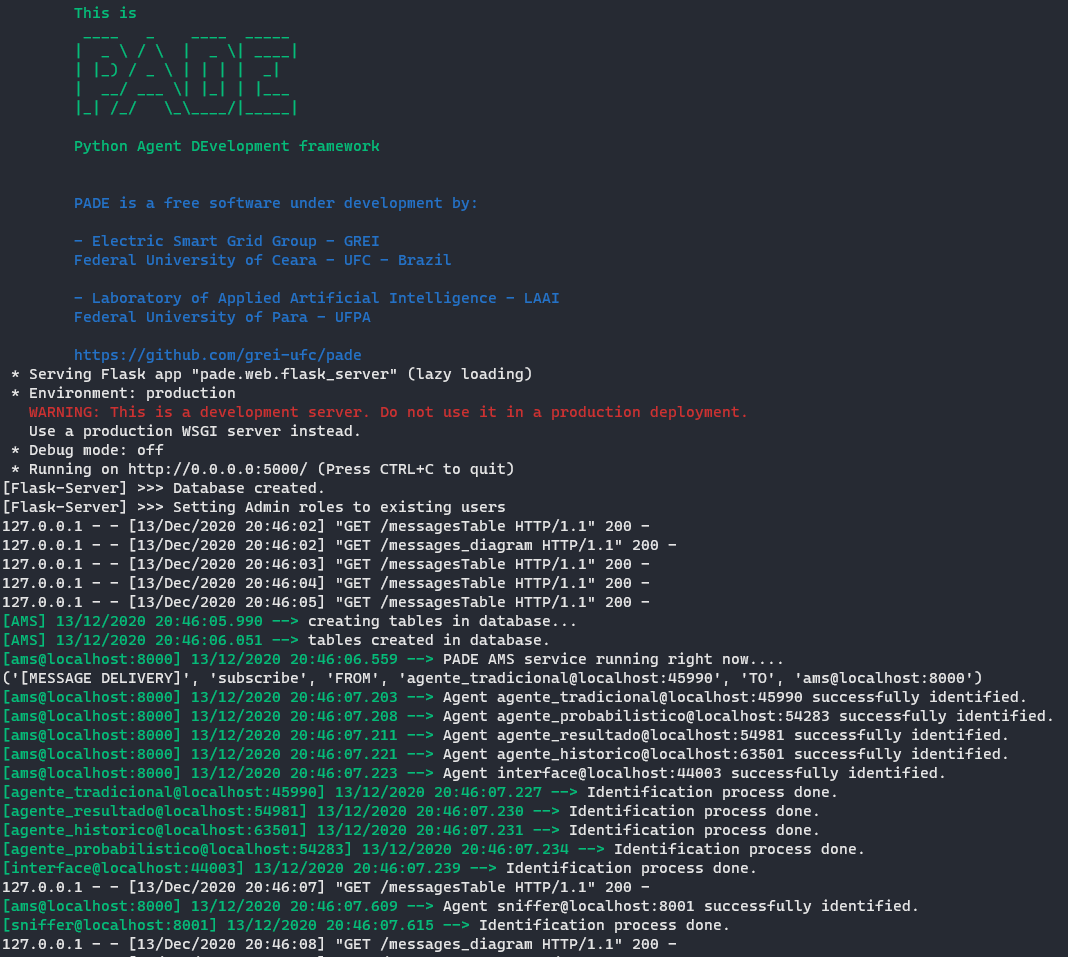 This is
 ____   _    ____  _____
|  _ \ / \  |  _ \| ____|
| |_) / _ \ | | | |  _|
|  __/ ___ \| |_| | |___
|_| /_/   \_\____/|_____|
Python Agent DEvelopment framework
PADE is a free software under development by:
- Electric Smart Grid Group - GREI
Federal University of Ceara - UFC - Brazil
- Laboratory of Applied Artificial Intelligence - LAAI
Federal University of Para - UFPA
https://github.com/grei-ufc/pade
* Serving Flask app "pade.web.flask_server" (lazy loading)
* Environment: production
WARNING: This is a development server. Do not use it in a production deployment.
Use a production WSGI server instead.
* Debug mode: off
* Running on http://0.0.0.0:5000/ (Press CTRL+C to quit)
[Flask-Server] >>> Database created.
[Flask-Server] >>> Setting Admin roles to existing users
127.0.0.1 - - [13/Dec/2020 20:46:02] "GET /messagesTable HTTP/1.1" 200 -
127.0.0.1 - - [13/Dec/2020 20:46:02] "GET /messages_diagram HTTP/1.1" 200 -
127.0.0.1 - - [13/Dec/2020 20:46:03] "GET /messagesTable HTTP/1.1" 200 -
127.0.0.1 - - [13/Dec/2020 20:46:04] "GET /messagesTable HTTP/1.1" 200 -
127.0.0.1 - - [13/Dec/2020 20:46:05] "GET /messagesTable HTTP/1.1" 200 -
[AMS] 13/12/2020 20:46:05.990 --> creating tables in database...
[AMS] 13/12/2020 20:46:06.051 --> tables created in database.
[ams@localhost:8000] 13/12/2020 20:46:06.559 --> PADE AMS service running right now....
('[MESSAGE DELIVERY]', 'subscribe', 'FROM', 'agente_tradicional@localhost:45990', 'TO', 'ams@localhost:8000')
[ams@localhost:8000] 13/12/2020 20:46:07.203 --> Agent agente_tradicional@localhost:45990 successfully identified.
[ams@localhost:8000] 13/12/2020 20:46:07.208 --> Agent agente_probabilistico@localhost:54283 successfully identified.
[ams@localhost:8000] 13/12/2020 20:46:07.211 --> Agent agente_resultado@localhost:54981 successfully identified.
[ams@localhost:8000] 13/12/2020 20:46:07.221 --> Agent agente_historico@localhost:63501 successfully identified.
[ams@localhost:8000] 13/12/2020 20:46:07.223 --> Agent interface@localhost:44003 successfully identified.
[agente_tradicional@localhost:45990] 13/12/2020 20:46:07.227 --> Identification process done.
[agente_resultado@localhost:54981] 13/12/2020 20:46:07.230 --> Identification process done.
[agente_historico@localhost:63501] 13/12/2020 20:46:07.231 --> Identification process done.
[agente_probabilistico@localhost:54283] 13/12/2020 20:46:07.234 --> Identification process done.
[interface@localhost:44003] 13/12/2020 20:46:07.239 --> Identification process done.
127.0.0.1 - - [13/Dec/2020 20:46:07] "GET /messagesTable HTTP/1.1" 200 -
[ams@localhost:8000] 13/12/2020 20:46:07.609 --> Agent sniffer@localhost:8001 successfully identified.
[sniffer@localhost:8001] 13/12/2020 20:46:07.615 --> Identification process done.
127.0.0.1 - - [13/Dec/2020 20:46:08] "GET /messages_diagram HTTP/1.1" 200 -